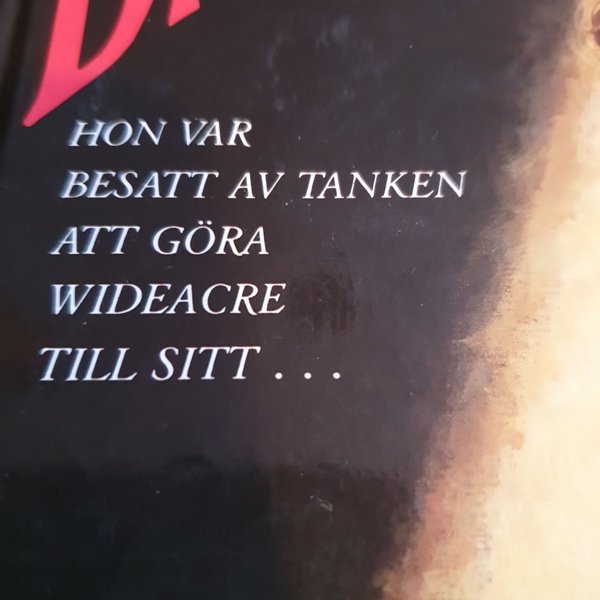 HON VAR
BESATT AV TANKEN
ATT GÖRA
WIDEACRE
TILL SITT . . .